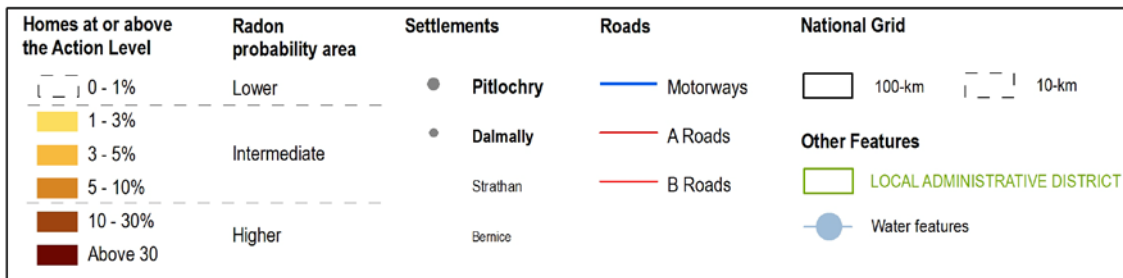 Homes at or above
the Action Level
0 - 1%
1 - 3%
3 - 5%
5 - 10%
10 - 30%
Above 30
Radon
probability area
Lower
Intermediate
Higher
Settlements
Pitlochry
Dalmally
Strathan
Bernice
Roads
Motorways
A Roads
B Roads
National Grid
100-km
10-km
Other Features
LOCAL ADMINISTRATIVE DISTRICT
Water features